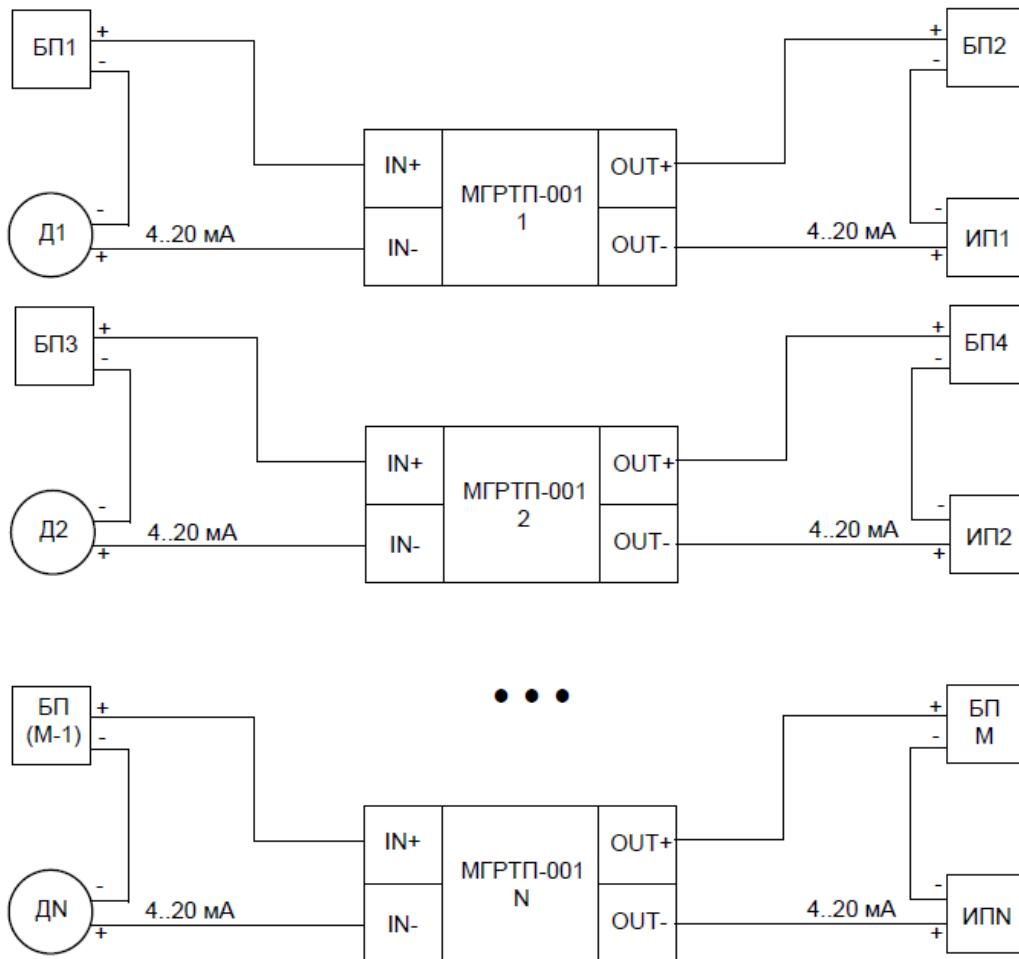 БП1
+
-
+
-
БП2
IN+
МГРТП-001
1
OUT+
Д1
-
+
4..20 мА
IN-
OUT-
4..20 мА
-
+
ИП1
БП3
+
-
+
-
БП4
IN+
МГРТП-001
2
OUT+
Д2
-
+
4..20 мА
IN-
OUT-
4..20 мА
-
+
ИП2
БП
(М-1)
+
-
+
-
БП
М
IN+
МГРТП-001
N
OUT+
ДN
-
+
4..20 мА
IN-
OUT-
4..20 мА
-
+
ИПN